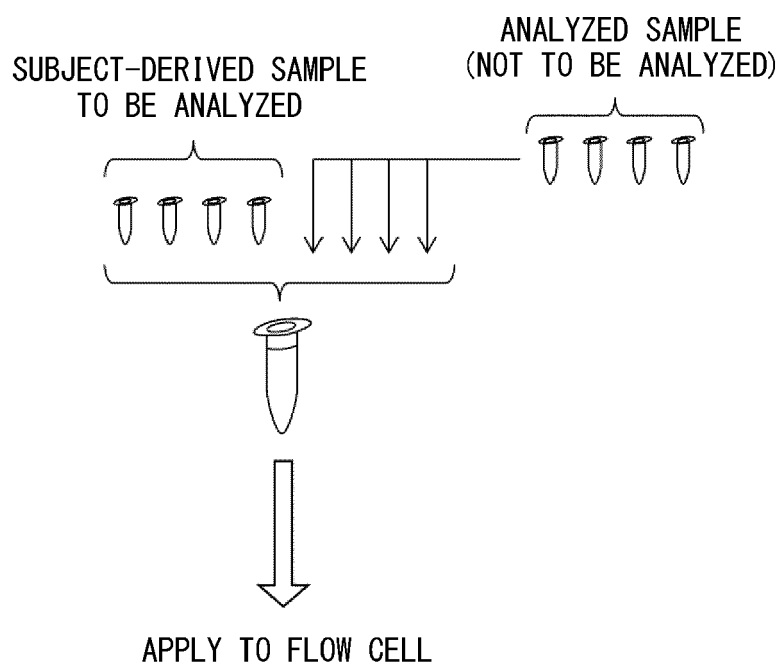 SUBJECT-DERIVED SAMPLE
TO BE ANALYZED
ANALYZED SAMPLE
(NOT TO BE ANALYZED)
APPLY TO FLOW CELL